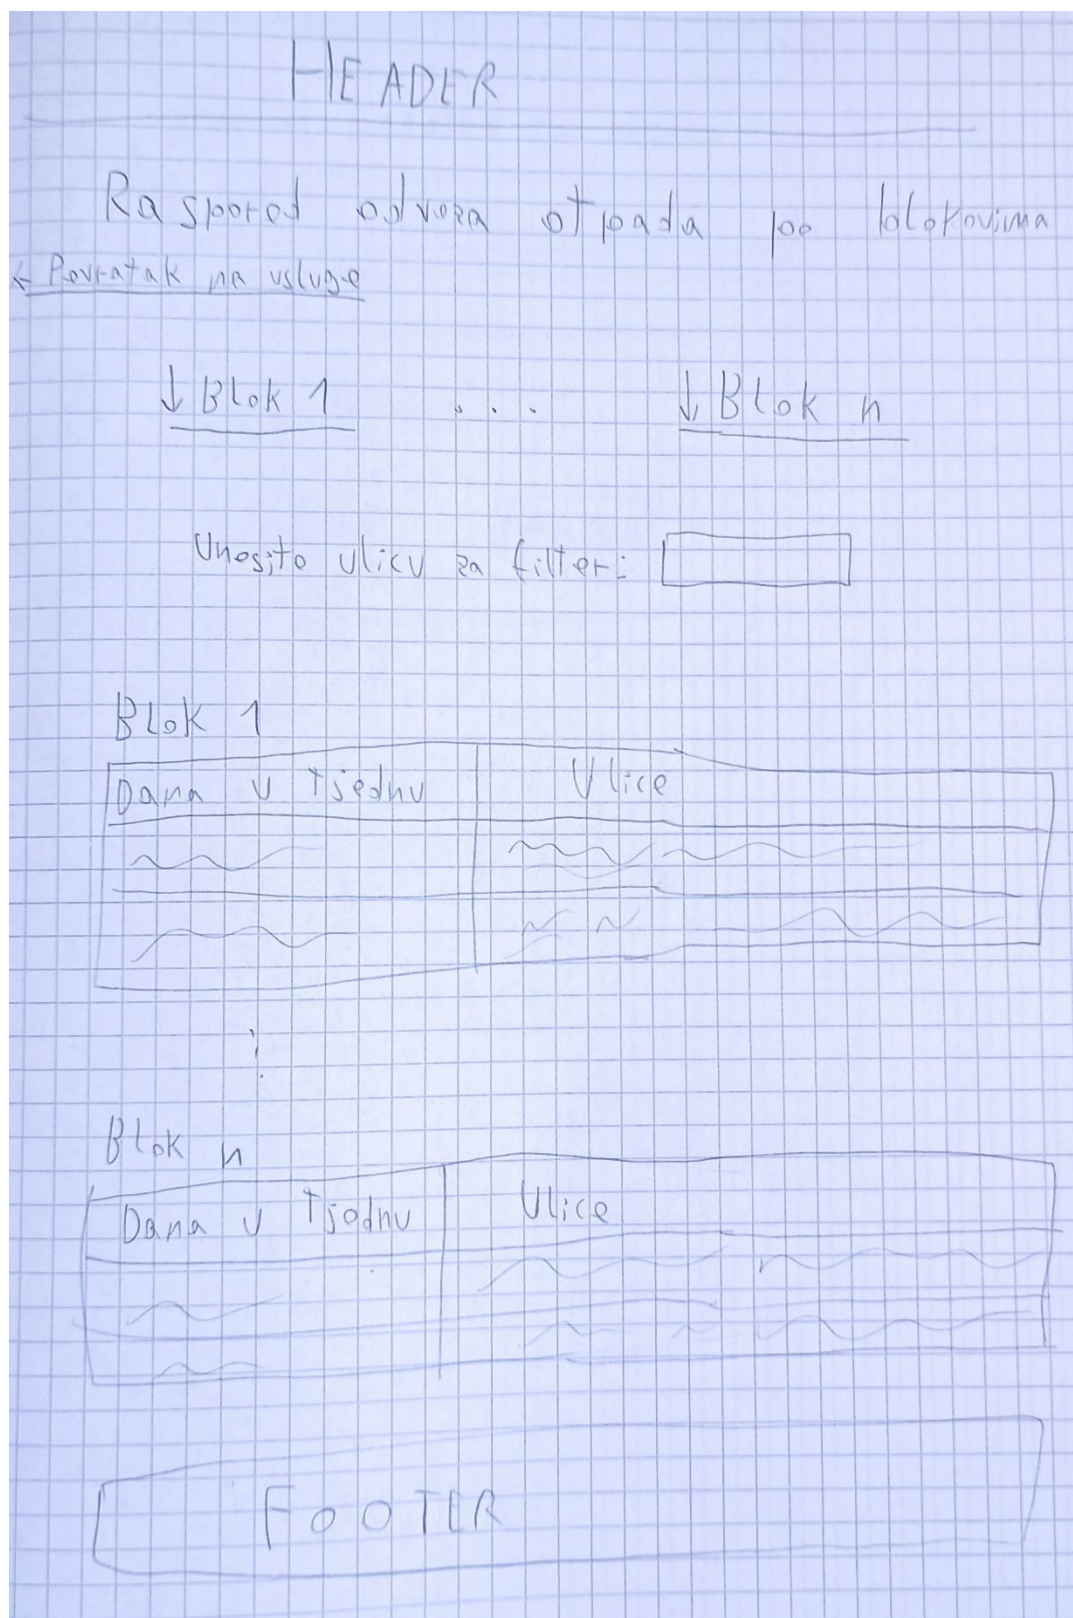 HEADER
Raspored odvoza otpada po blokovima
← Povratak na usluge
↓ Blok 1 . . . ↓ Blok n
Unesite ulicu za filter:
Blok 1
Dana u Tjednu Ulice
Blok n
Dana u Tjednu Ulice
FOOTER